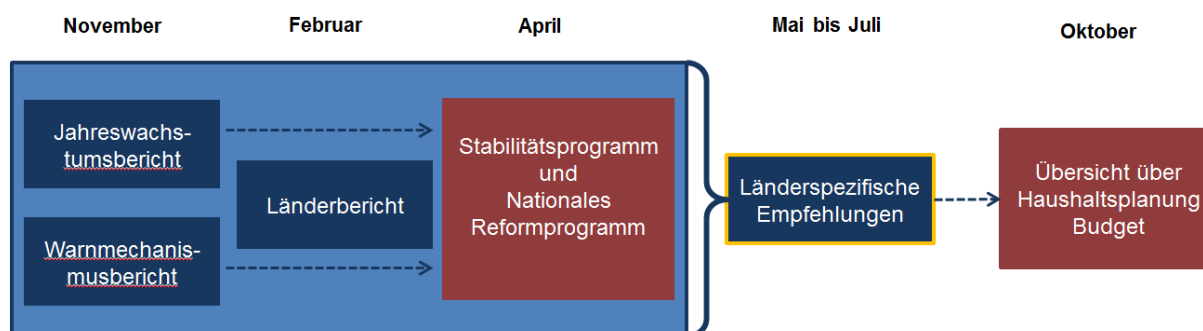 November
Februar
April
Mai bis Juli
Oktober
Jahreswachs-
tumsbericht
Warnmechanis-
musbericht
Länderbericht
Stabilitätsprogramm
und
Nationales
Reformprogramm
Länderspezifische
Empfehlungen
Übersicht über
Haushaltsplanung
Budget